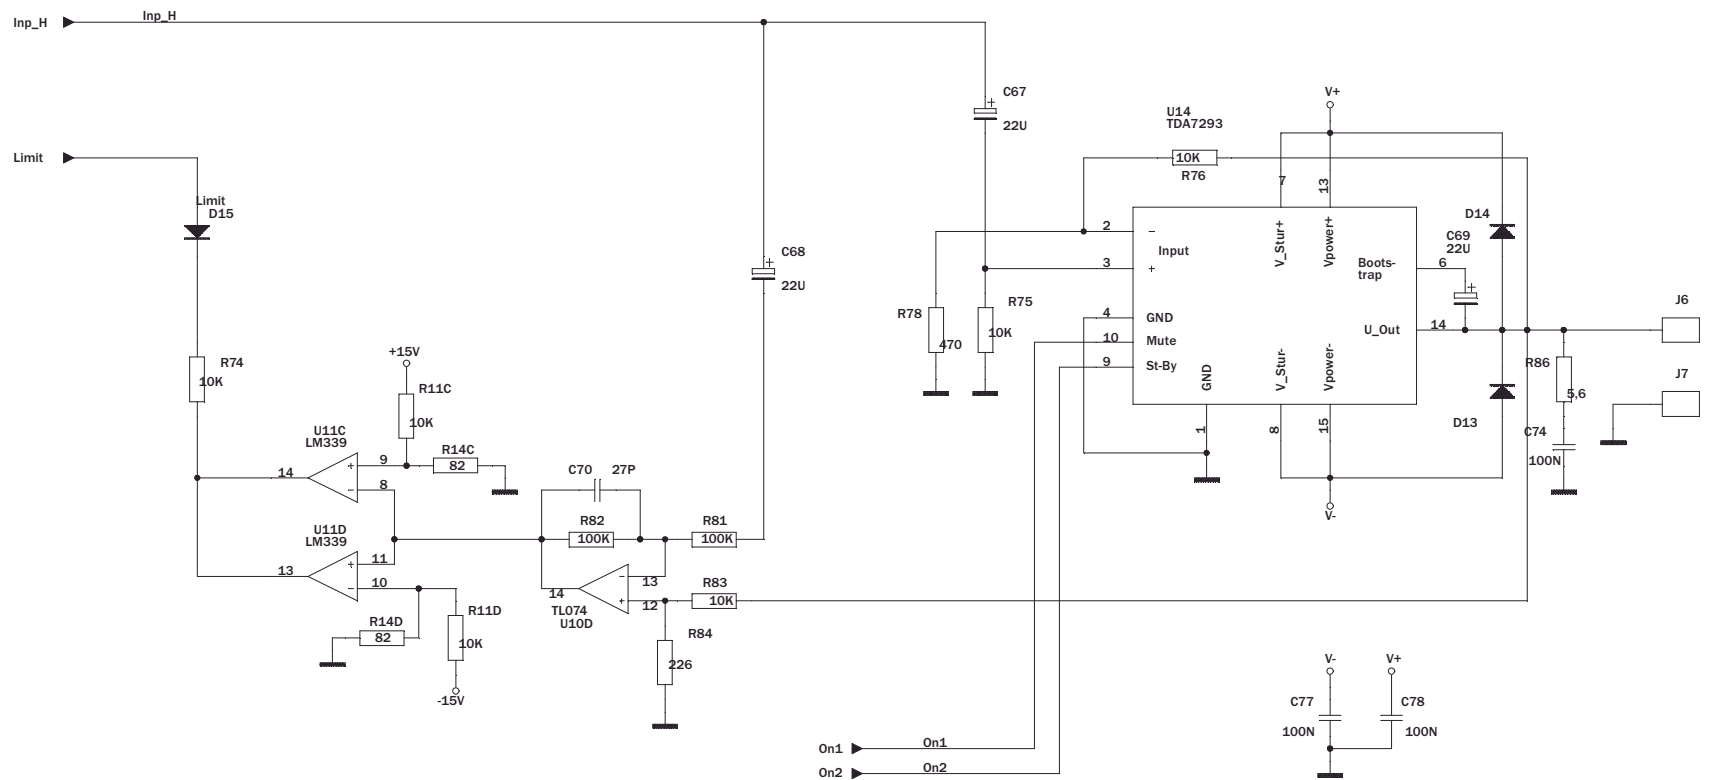 Inp_H
Inp_H
C67
22U
V+
U14
TDA7293
10K
R76
Limit
7
13
Limit
D15
C68
22U
2
3
−
Input
+
V_Stur+
Vpower+
Boots-
trap
6
D14
C69
22U
R78
470
R75
10K
4
10
9
GND
Mute
St-By
GND
V_Stur-
Vpower-
U_Out
14
J6
R86
5,6
J7
R74
10K
+15V
R11C
10K
1
8
15
D13
C74
100N
U11C
LM339
14
+
−
9
8
R14C
82
V-
C70
27P
R82
100K
R81
100K
U11D
LM339
13
+
−
11
10
14
−
+
13
12
TL074
U10D
R83
10K
R14D
82
R11D
10K
-15V
R84
226
V-
V+
C77
100N
C78
100N
On1
On1
On2
On2